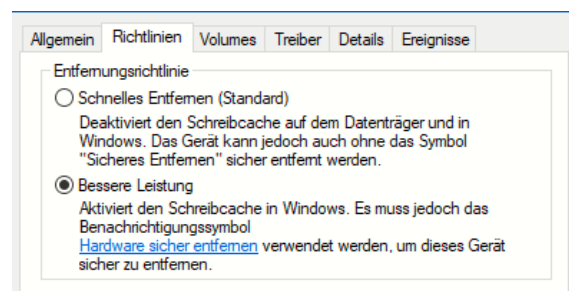 Allgemein Richtlinien Volumes Treiber Details Ereignisse
Entfernungsrichtlinie
Schnelles Entfernen (Standard)
Deaktiviert den Schreibcache auf dem Datenträger und in
Windows. Das Gerät kann jedoch auch ohne das Symbol
"Sicheres Entfernen" sicher entfernt werden.
Bessere Leistung
Aktiviert den Schreibcache in Windows. Es muss jedoch das
Benachrichtigungssymbol
Hardware sicher entfernen verwendet werden, um dieses Gerät
sicher zu entfernen.